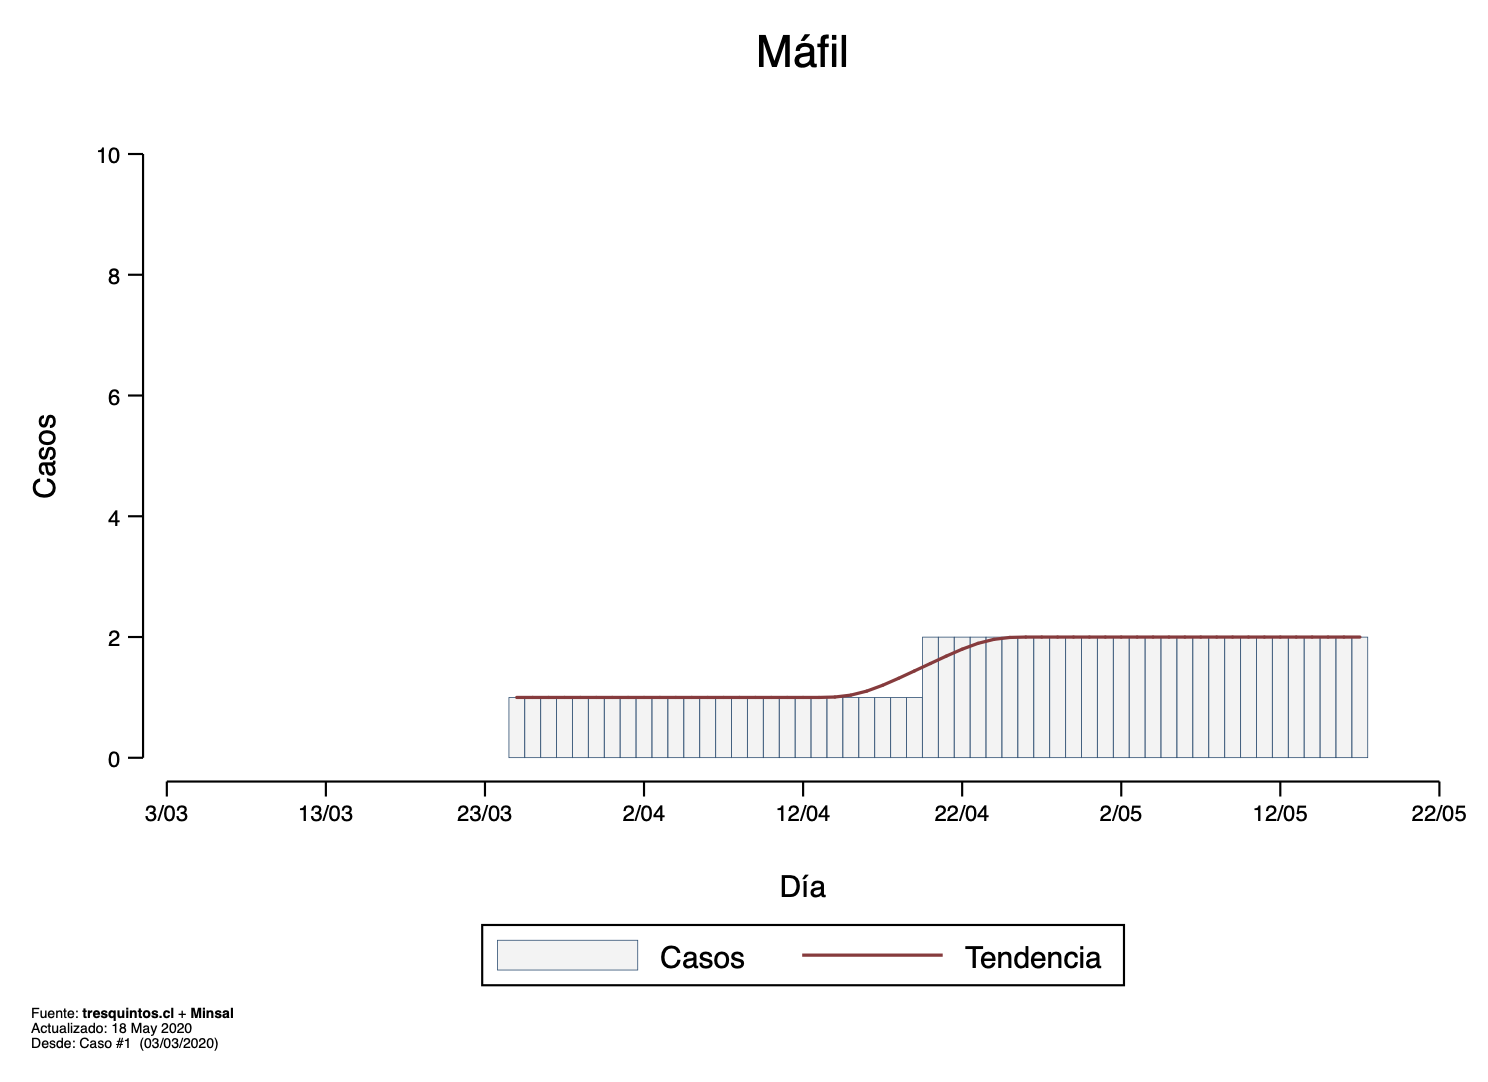 Máfil
10
8
6
4
2
0
Casos
3/03 13/03 23/03 2/04 12/04 22/04 2/05 12/05 22/05
Día
Casos Tendencia
Fuente: tresquintos.cl + Minsal
Actualizado: 18 May 2020
Desde: Caso #1 (03/03/2020)